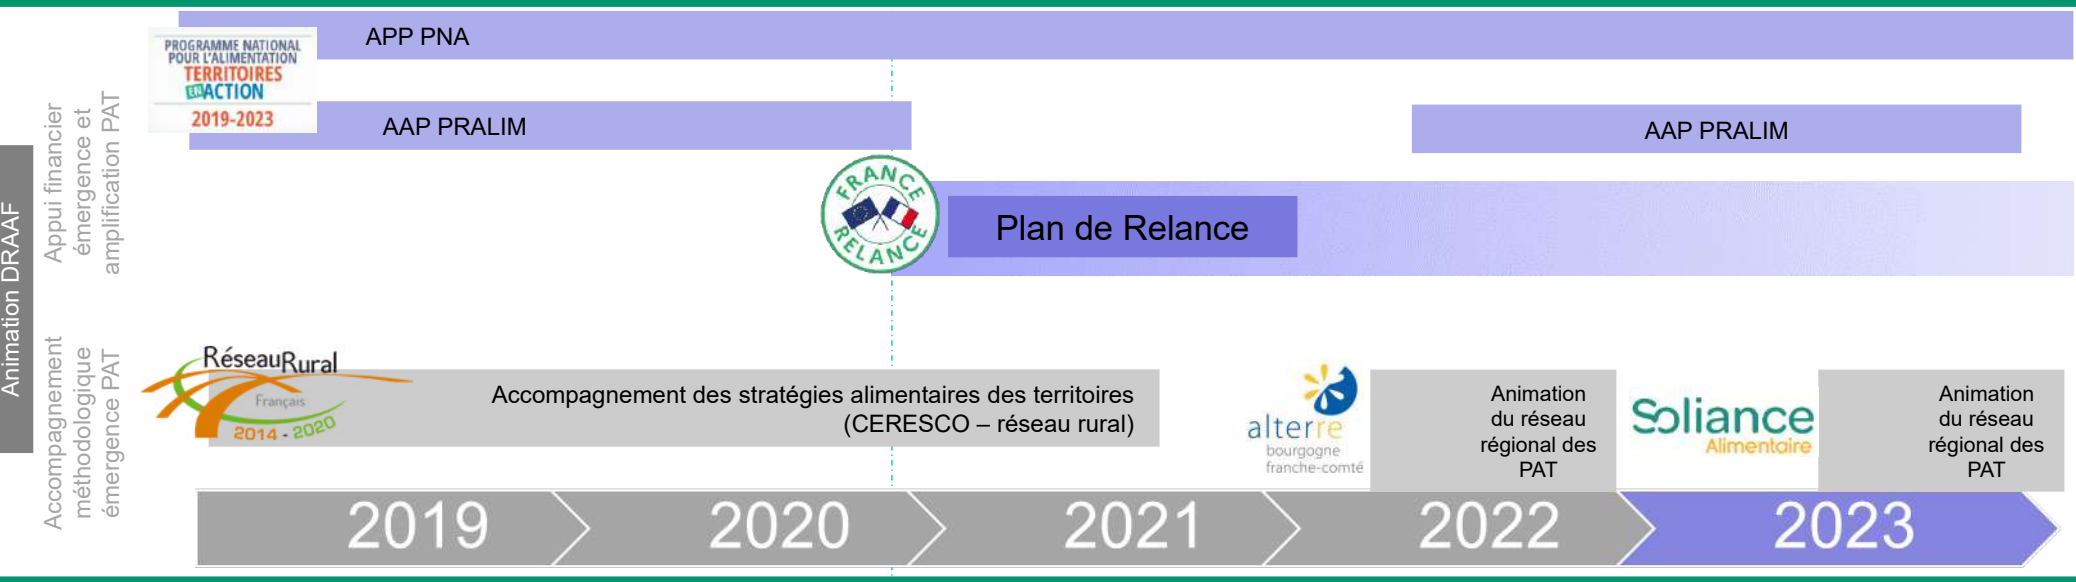 Animation DRAAF
Appui financier
émergence et
amplification PAT
PROGRAMME NATIONAL
POUR L'ALIMENTATION
TERRITOIRES
EN ACTION
2019-2023
APP PNA
AAP PRALIM
AAP PRALIM
FRANCE
RELANCE
Plan de Relance
Accompagnement
méthodologique
émergence PAT
RéseauRural
Français
2014 - 2020
Accompagnement des stratégies alimentaires des territoires
(CERESCO – réseau rural)
alterre
bourgogne
franche-comté
Animation
du réseau
régional des
PAT
Soliance
Alimentaire
Animation
du réseau
régional des
PAT
2019
2020
2021
2022
2023